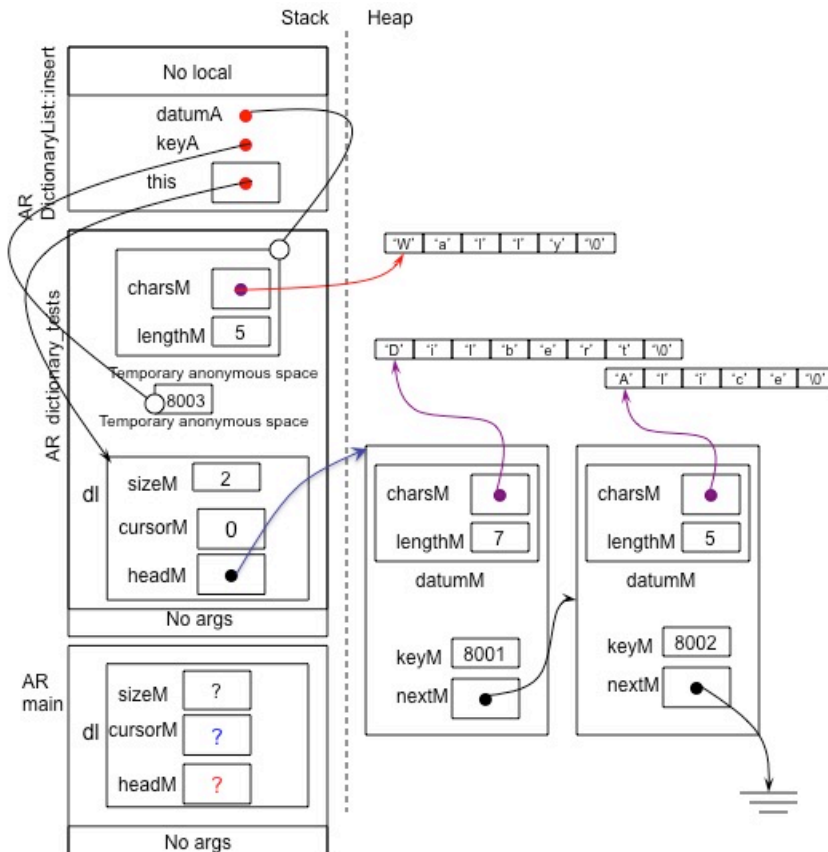 Stack
Heap
AR
DictionaryList::insert
No local
datumA
keyA
this
AR dictionary_tests
charsM
lengthM
5
Temporary anonymous space
8003
Temporary anonymous space
dl
sizeM
2
cursorM
0
headM
No args
AR
main
dl
sizeM
?
cursorM
?
headM
?
No args
‘W’ ‘a’ ‘l’ ‘l’ ‘y’ ‘\0’
‘D’ ‘i’ ‘l’ ‘b’ ‘e’ ‘r’ ‘t’ ‘\0’
‘A’ ‘l’ ‘i’ ‘c’ ‘e’ ‘\0’
charsM
lengthM
7
datumM
keyM
8001
nextM
charsM
lengthM
5
datumM
keyM
8002
nextM